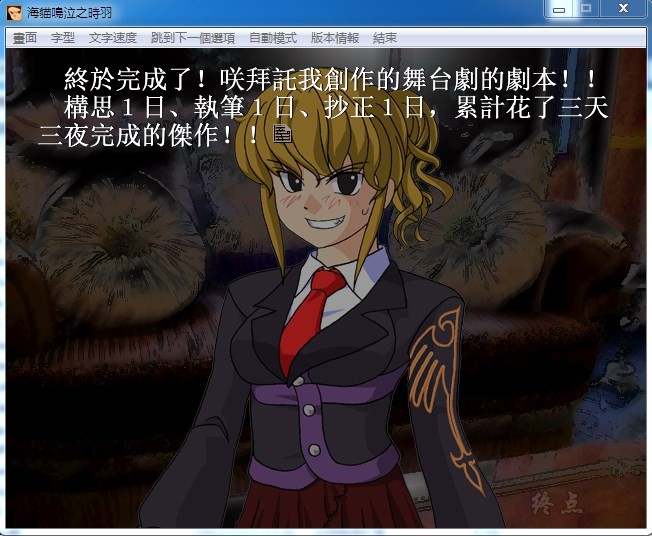 海貓鳴泣之時羽
畫面 字型 文字速度 跳到下一個選項 自動模式 版本情報 結束
終於完成了！咲拜託我創作的舞台劇的劇本！！
構思１日、執筆１日、抄正１日，累計花了三天
三夜完成的傑作！！
终点